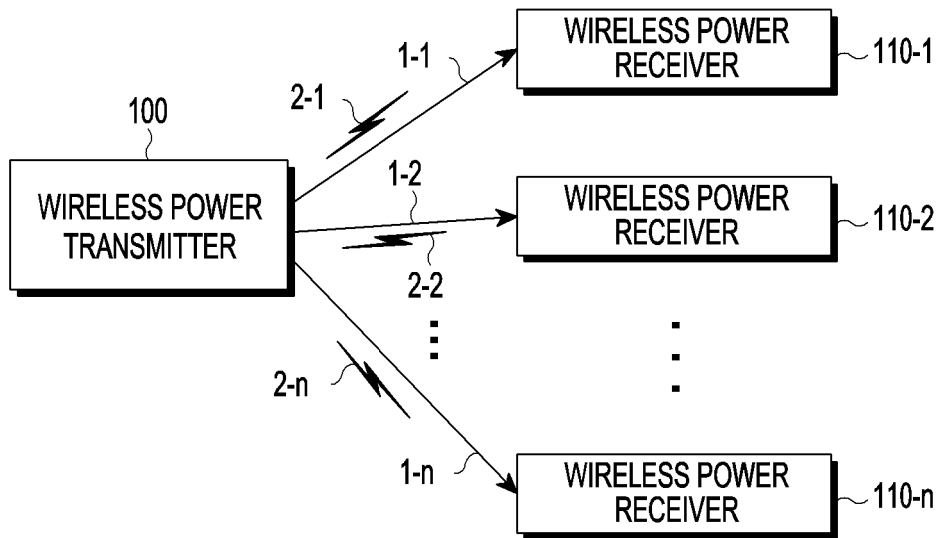 WIRELESS POWER
RECEIVER
110-1
1-1
2-1
100
WIRELESS POWER
TRANSMITTER
1-2
2-2
WIRELESS POWER
RECEIVER
110-2
2-n
1-n
WIRELESS POWER
RECEIVER
110-n